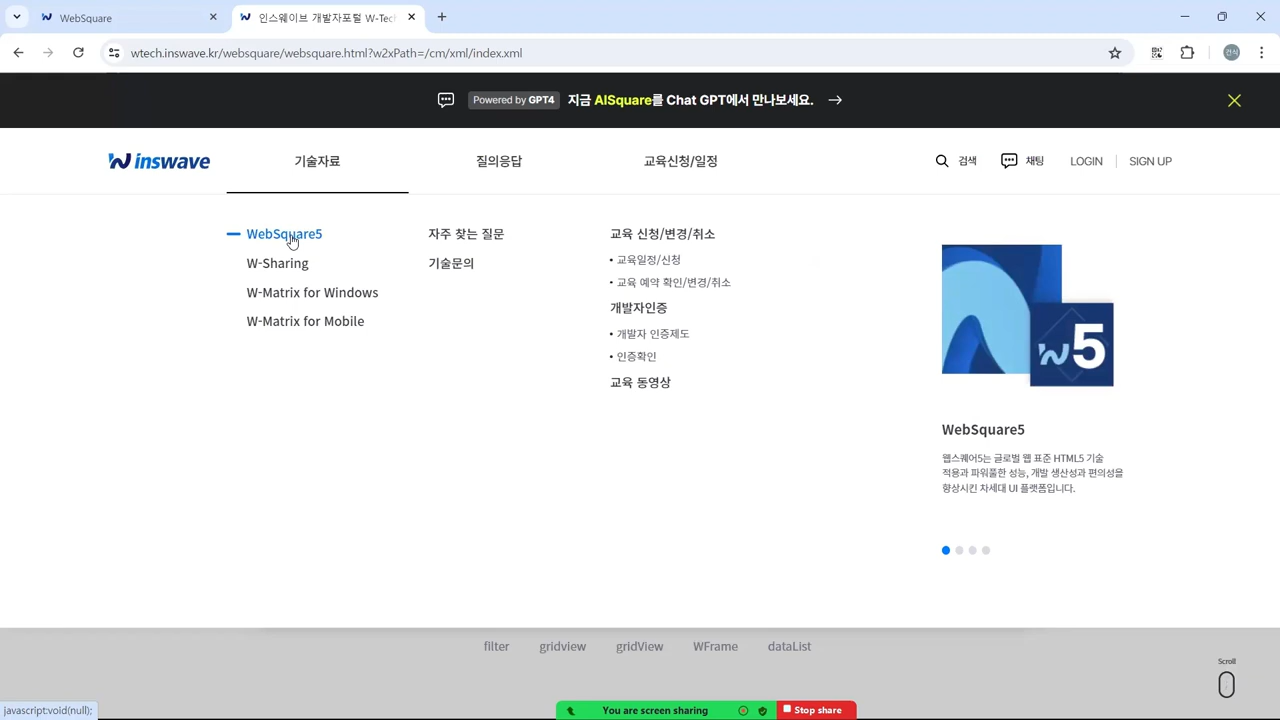 WebSquare
인스웨이브 개발자포털 W-Tech
wtech.inswave.kr/websquare/websquare.html?w2xPath=/cm/xml/index.xml
건식
Powered by GPT4 지금 AISquare를 Chat GPT에서 만나보세요.
inswave
기술자료
질의응답
교육신청/일정
검색
채팅
LOGIN
SIGN UP
WebSquare5
W-Sharing
W-Matrix for Windows
W-Matrix for Mobile
자주 찾는 질문
기술문의
교육 신청/변경/취소
• 교육일정/신청
• 교육 예약 확인/변경/취소
개발자인증
• 개발자 인증제도
• 인증확인
교육 동영상
W5
WebSquare5
웹스퀘어5는 글로벌 웹 표준 HTML5 기술
적용과 파워풀한 성능, 개발 생산성과 편의성을
향상시킨 차세대 UI 플랫폼입니다.
filter
gridview
gridView
WFrame
dataList
Scroll
javascript:void(null);
You are screen sharing
Stop share